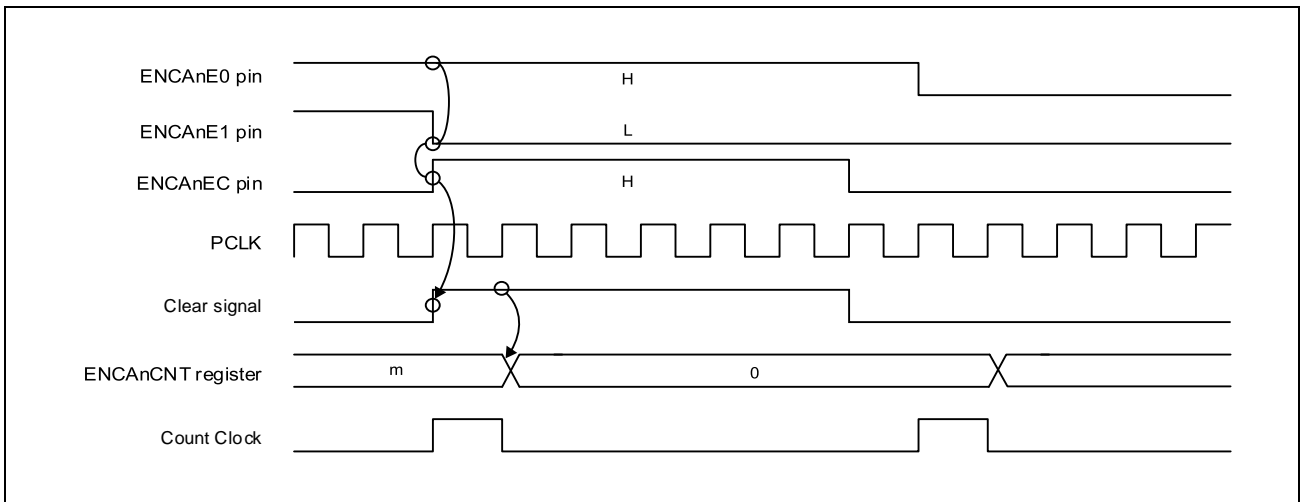 ENCAnE0 pin
H
ENCAnE1 pin
L
ENCAnEC pin
H
PCLK
Clear signal
ENCAnCNT register
m
0
Count Clock